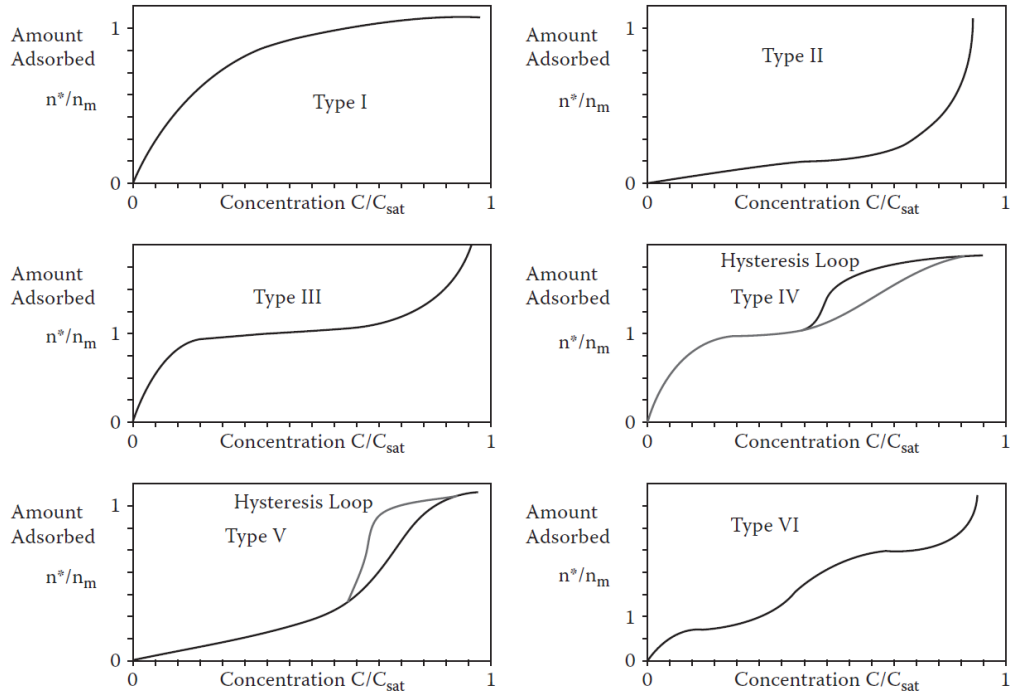 Amount
Adsorbed
n*/nm
1
0
Type I
0
Concentration C/Csat
1
Amount
Adsorbed
n*/nm
1
0
Type II
0
Concentration C/Csat
1
Amount
Adsorbed
n*/nm
1
0
Type III
0
Concentration C/Csat
1
Amount
Adsorbed
n*/nm
1
0
Hysteresis Loop
Type IV
0
Concentration C/Csat
1
Amount
Adsorbed
n*/nm
1
0
Hysteresis Loop
Type V
0
Concentration C/Csat
1
Amount
Adsorbed
n*/nm
1
0
Type VI
0
Concentration C/Csat
1